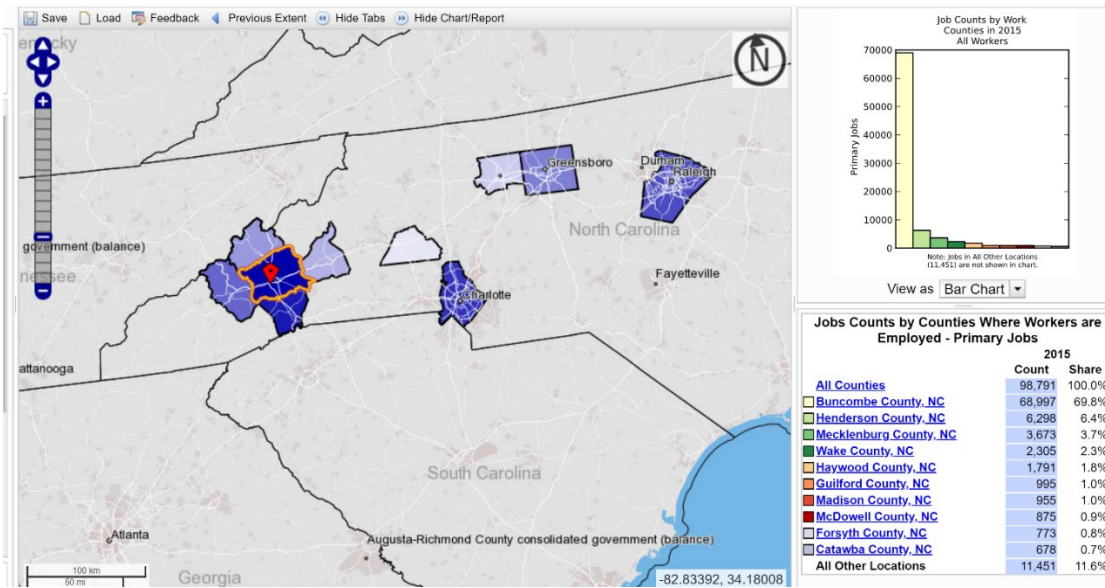 Save Load Feedback Previous Extent Hide Tabs Hide Chart/Report
N
Greensboro
Durham
Raleigh
North Carolina
government (balance)
Fayetteville
Charlotte
attanooga
South Carolina
Atlanta
Augusta-Richmond County consolidated government (balance)
Georgia
100 km
50 mi
-82.83392, 34.18008
Job Counts by Work
Counties in 2015
All Workers
Primary Jobs
70000
60000
50000
40000
30000
20000
10000
0
Note: Jobs in All Other Locations
(11,451) are not shown in chart.
View as Bar Chart
Jobs Counts by Counties Where Workers are
Employed - Primary Jobs
2015
Count Share
All Counties 98,791 100.0%
Buncombe County, NC 68,997 69.8%
Henderson County, NC 6,298 6.4%
Mecklenburg County, NC 3,673 3.7%
Wake County, NC 2,305 2.3%
Haywood County, NC 1,791 1.8%
Guilford County, NC 995 1.0%
Madison County, NC 955 1.0%
McDowell County, NC 875 0.9%
Forsyth County, NC 773 0.8%
Catawba County, NC 678 0.7%
All Other Locations 11,451 11.6%